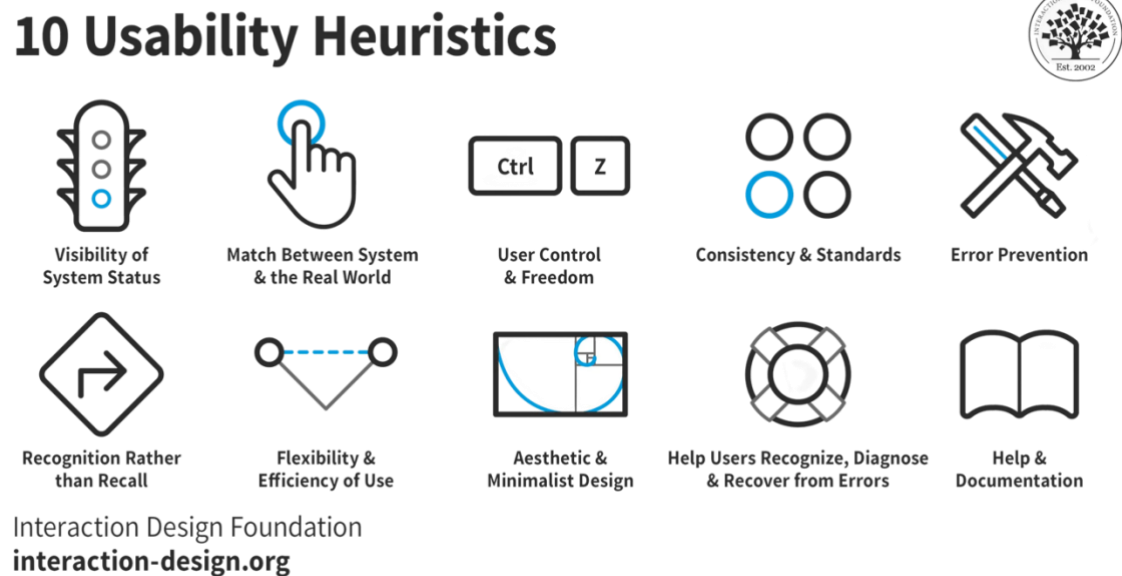 10 Usability Heuristics
Est. 2002
Ctrl
Z
Visibility of
System Status
Match Between System
& the Real World
User Control
& Freedom
Consistency & Standards
Error Prevention
Recognition Rather
than Recall
Flexibility &
Efficiency of Use
Aesthetic &
Minimalist Design
Help Users Recognize, Diagnose
& Recover from Errors
Help &
Documentation
Interaction Design Foundation
interaction-design.org